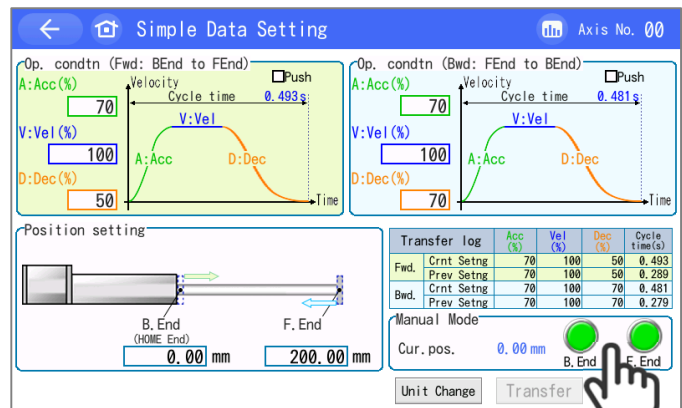 Simple Data Setting
Axis No. 00
Op. condtn (Fwd: BEnd to FEnd)
A:Acc(%)
70
V:Vel(%)
100
D:Dec(%)
50
Velocity
Push
Cycle time
0.493s
V:Vel
A:Acc
D:Dec
Time
Op. condtn (Bwd: FEnd to BEnd)
A:Acc(%)
70
V:Vel(%)
100
D:Dec(%)
70
Velocity
Push
Cycle time
0.481s
V:Vel
A:Acc
D:Dec
Time
Position setting
B.End
(HOME End)
0.00 mm
F.End
200.00 mm
Transfer log Acc (%) Vel (%) Dec (%) Cycle time(s)
Fwd. Crnt Setng 70 100 50 0.493
Prev Setng 70 100 50 0.289
Bwd. Crnt Setng 70 100 70 0.481
Prev Setng 70 100 70 0.279
Manual Mode
Cur.pos. 0.00 mm
B.End
F.End
Unit Change
Transfer